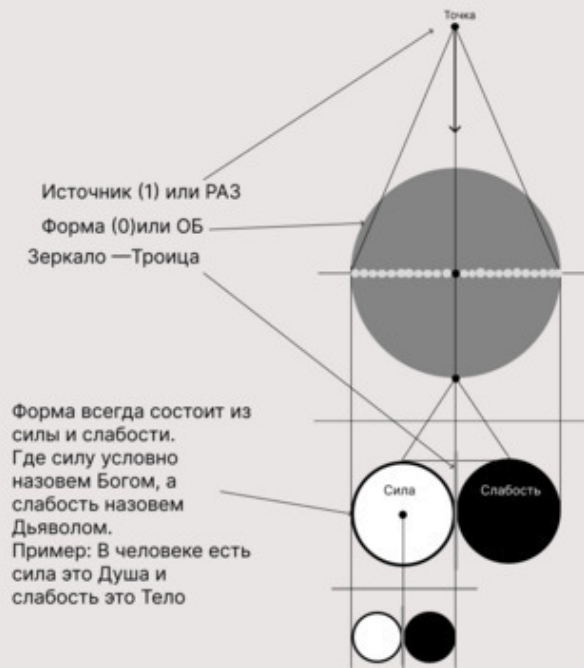 Точка
Источник (1) или РАЗ
Форма (0)или ОБ
Зеркало —Троица
Форма всегда состоит из
силы и слабости.
Где силу условно
назовем Богом, а
слабость назовем
Дьяволом.
Пример: В человеке есть
сила это Душа и
слабость это Тело
Сила
Слабость